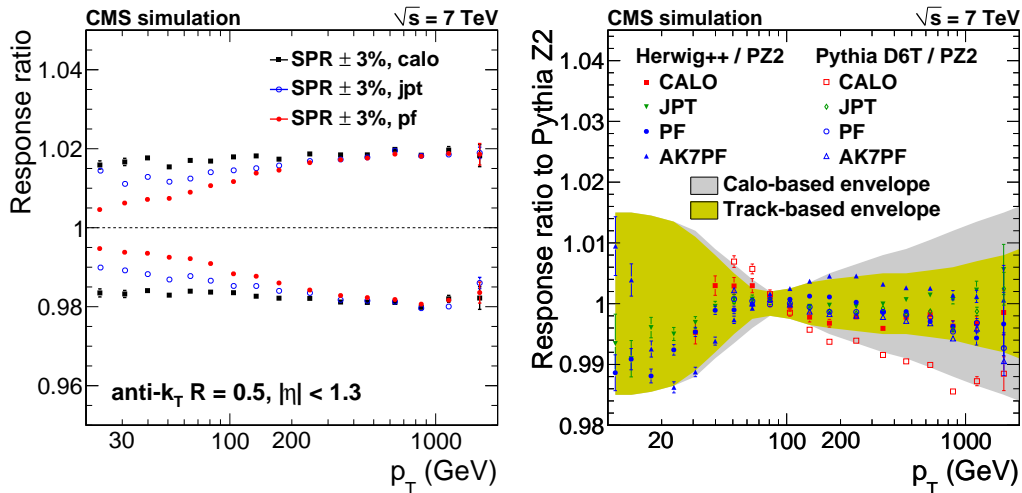 CMS simulation √s = 7 TeV
Response ratio
1.04
1.02
1
0.98
0.96
SPR ± 3%, calo
SPR ± 3%, jpt
SPR ± 3%, pf
anti-k_T R = 0.5, |η| < 1.3
30 100 200 1000
p_T (GeV)
CMS simulation √s = 7 TeV
Response ratio to Pythia Z2
1.04
1.03
1.02
1.01
1
0.99
0.98
Herwig++ / PZ2 Pythia D6T / PZ2
CALO CALO
JPT JPT
PF PF
AK7PF AK7PF
Calo-based envelope
Track-based envelope
20 100 200 1000
p_T (GeV)